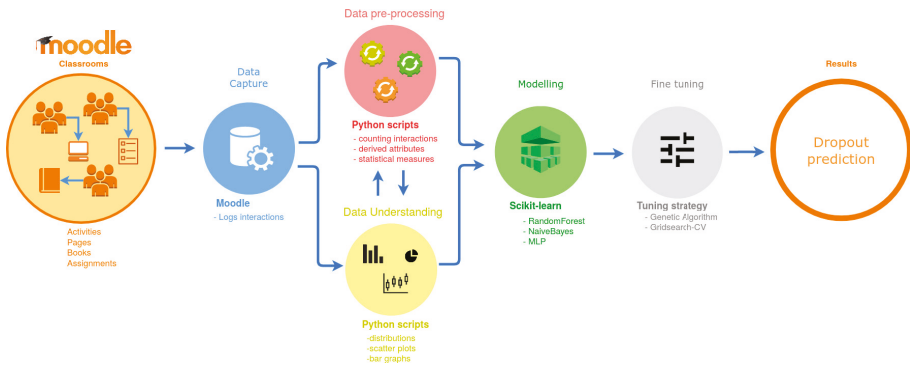 moodle
Classrooms
Activities
Pages
Books
Assignments
Data
Capture
Moodle
- Logs interactions
Data pre-processing
Python scripts
- counting interactions
- derived attributes
- statistical measures
Data Understanding
Python scripts
-distributions
-scatter plots
-bar graphs
Modelling
Scikit-learn
- RandomForest
- NaiveBayes
- MLP
Fine tuning
Tuning strategy
- Genetic Algorithm
- Gridsearch-CV
Results
Dropout
prediction